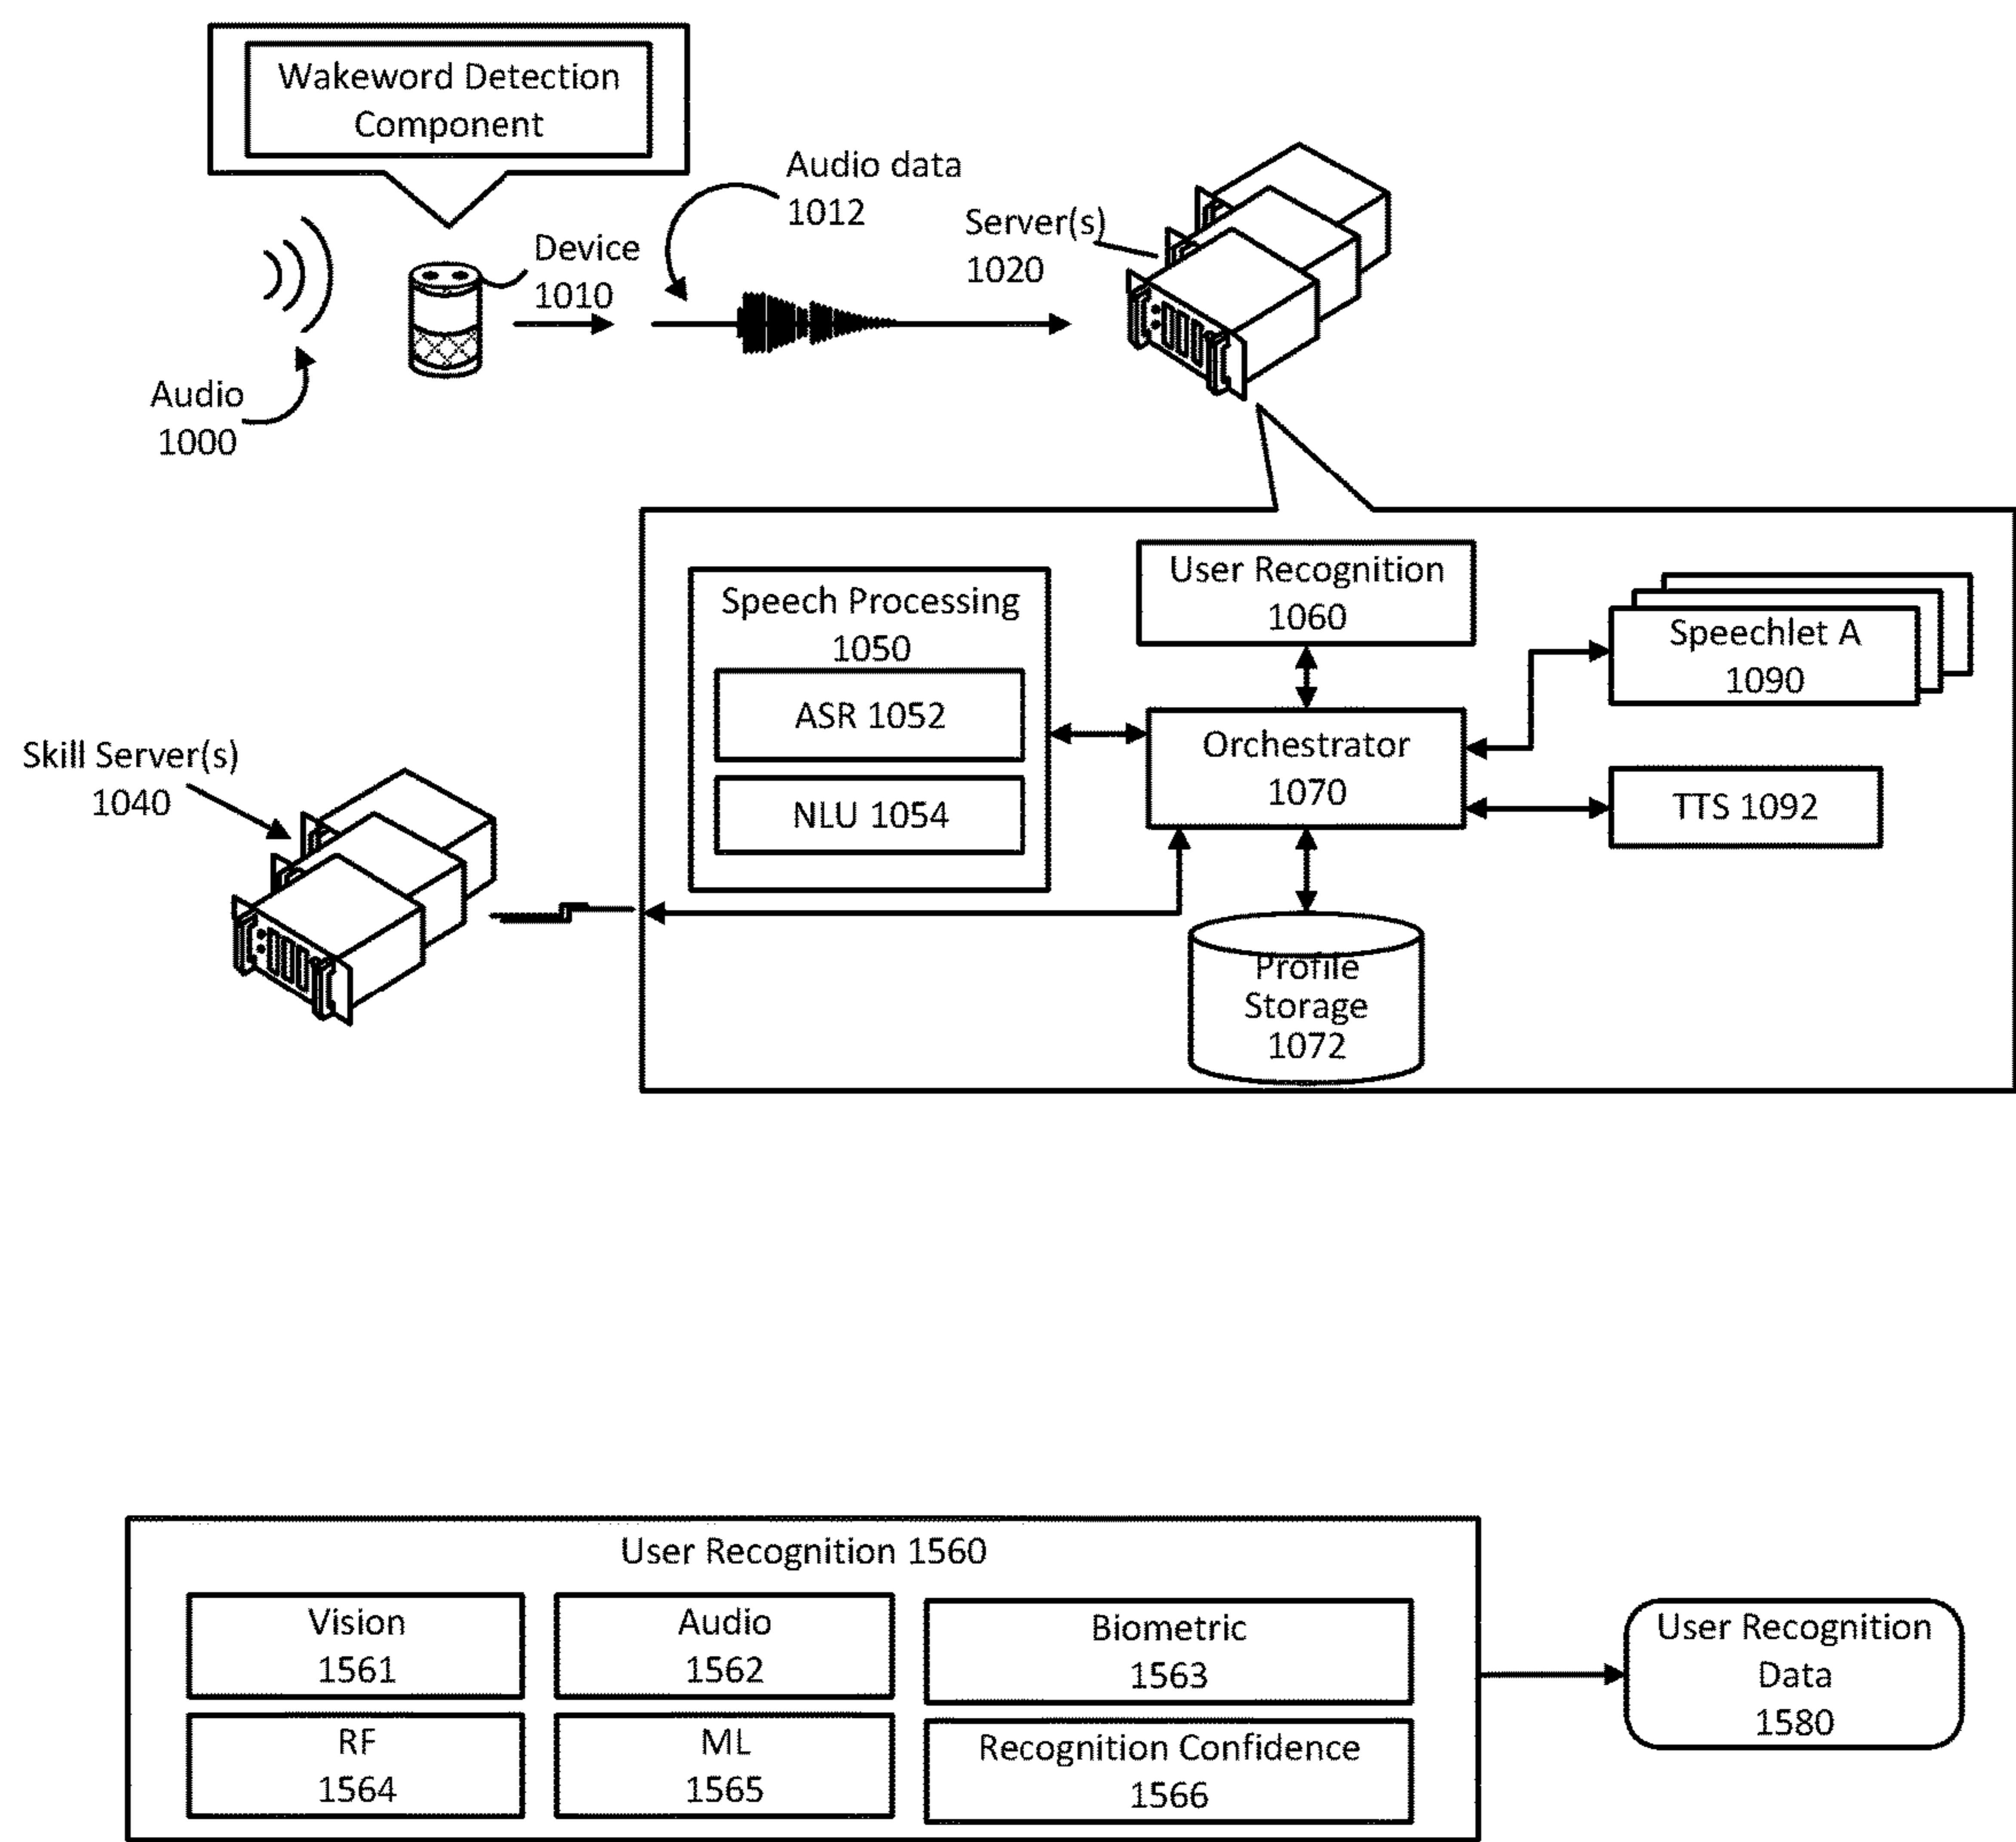 Wakeword Detection
Component
Audio data
1012
Server(s)
1020
Device
1010
Audio
1000
User Recognition
1060
Speech Processing
1050
ASR 1052
NLU 1054
Speechlet A
1090
Orchestrator
1070
TTS 1092
Skill Server(s)
1040
Profile
Storage
1072
User Recognition 1560
Vision
1561
Audio
1562
Biometric
1563
RF
1564
ML
1565
Recognition Confidence
1566
User Recognition
Data
1580